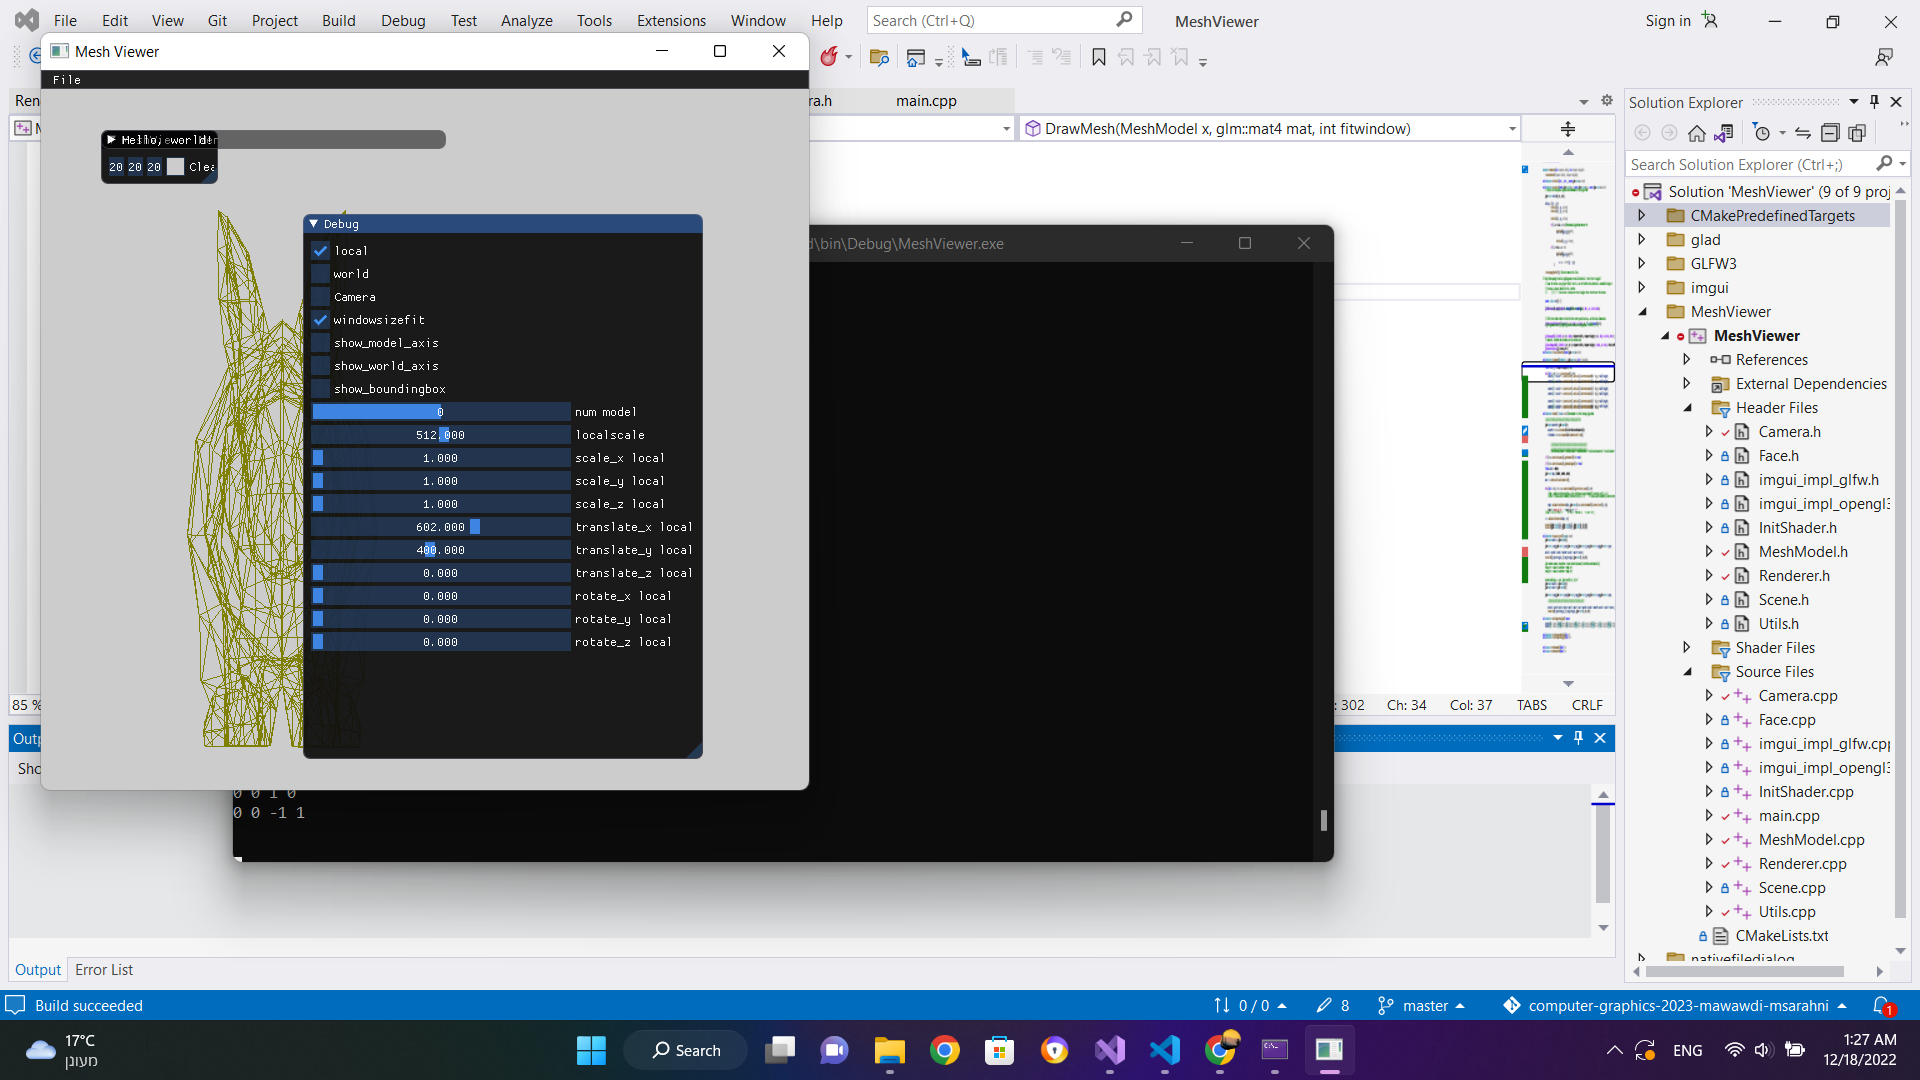 File Edit View Git Project Build Debug Test Analyze Tools Extensions Window Help Search (Ctrl+Q) MeshViewer Sign in
Mesh Viewer
File
Ren
ra.h main.cpp
DrawMesh(MeshModel x, glm::mat4 mat, int fitwindow)
Hello, world!
20 20 20 Clea
Debug
local
world
Camera
windowsizefit
show_model_axis
show_world_axis
show_boundingbox
0 num model
512.000 localscale
1.000 scale_x local
1.000 scale_y local
1.000 scale_z local
602.000 translate_x local
400.000 translate_y local
0.000 translate_z local
0.000 rotate_x local
0.000 rotate_y local
0.000 rotate_z local
d\bin\Debug\MeshViewer.exe
0 0 1 0
0 0 -1 1
85 %
: 302 Ch: 34 Col: 37 TABS CRLF
Outp
Sho
Output Error List
Solution Explorer
Search Solution Explorer (Ctrl+;)
Solution 'MeshViewer' (9 of 9 proj
CMakePredefinedTargets
glad
GLFW3
imgui
MeshViewer
MeshViewer
References
External Dependencies
Header Files
Camera.h
Face.h
imgui_impl_glfw.h
imgui_impl_opengl3
InitShader.h
MeshModel.h
Renderer.h
Scene.h
Utils.h
Shader Files
Source Files
Camera.cpp
Face.cpp
imgui_impl_glfw.cpp
imgui_impl_opengl3
InitShader.cpp
main.cpp
MeshModel.cpp
Renderer.cpp
Scene.cpp
Utils.cpp
CMakeLists.txt
nativefiledialog
Build succeeded 0 / 0 8 master computer-graphics-2023-mawawdi-msarahni 1
17°C
מעונן
Search
ENG
1:27 AM
12/18/2022